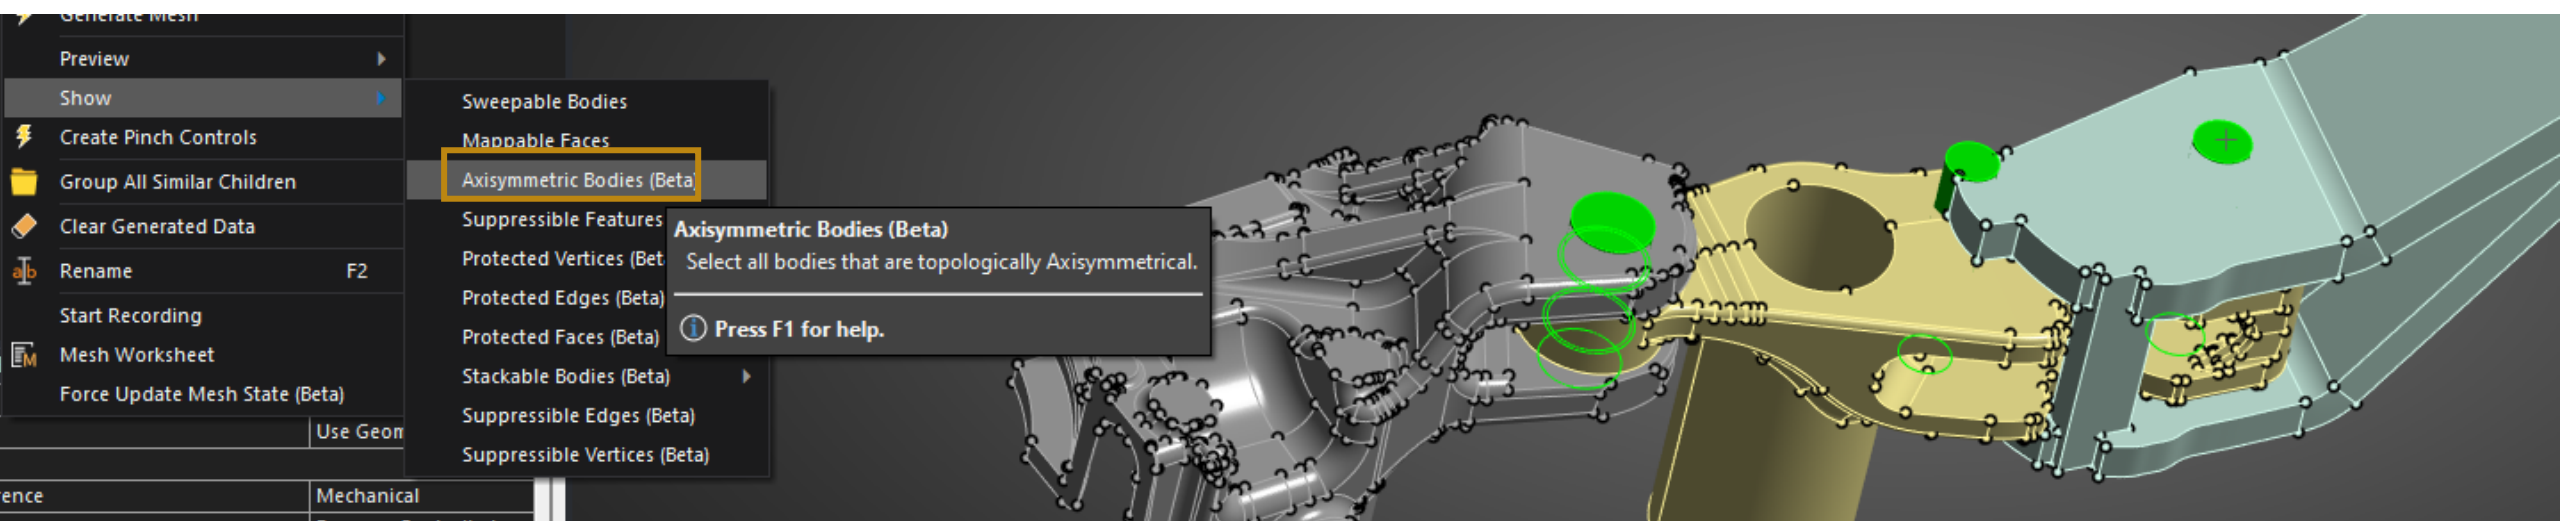 Generate Mesh
Preview
Show
Create Pinch Controls
Group All Similar Children
Clear Generated Data
Rename F2
Start Recording
Mesh Worksheet
Force Update Mesh State (Beta)
Use Geom
ence
Mechanical
Sweepable Bodies
Mappable Faces
Axisymmetric Bodies (Beta)
Suppressible Features
Protected Vertices (Bet
Protected Edges (Beta)
Protected Faces (Beta)
Stackable Bodies (Beta)
Suppressible Edges (Beta)
Suppressible Vertices (Beta)
Axisymmetric Bodies (Beta)
Select all bodies that are topologically Axisymmetrical.
Press F1 for help.